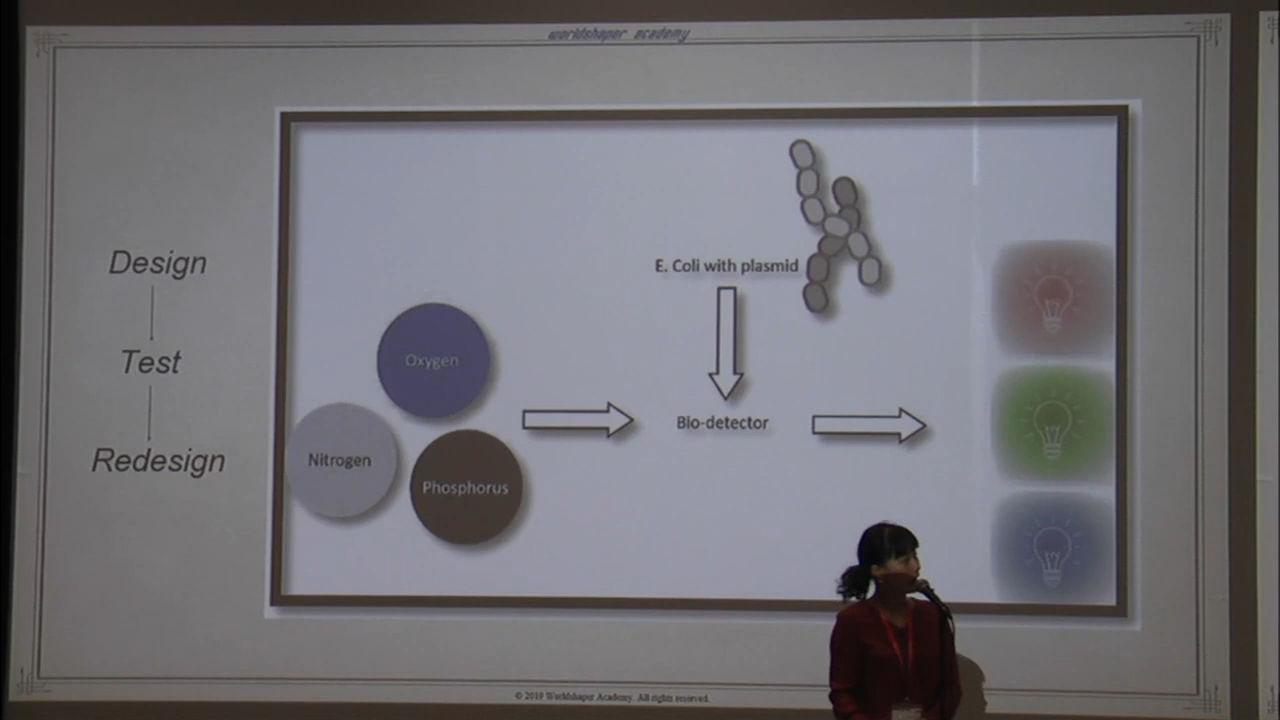 worldshaper academy
Design
Test
Redesign
Oxygen
Nitrogen
Phosphorus
E. Coli with plasmid
Bio-detector
© 2019 Worldshaper Academy. All rights reserved.